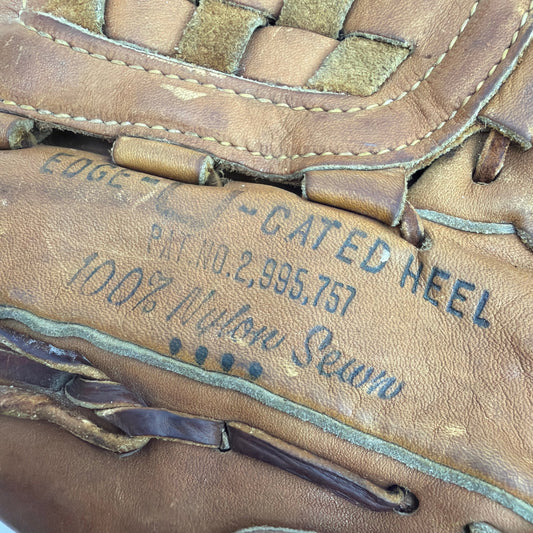 EDGE-U-CATED HEEL
PAT. NO. 2,995,757
100% Nylon Sewn